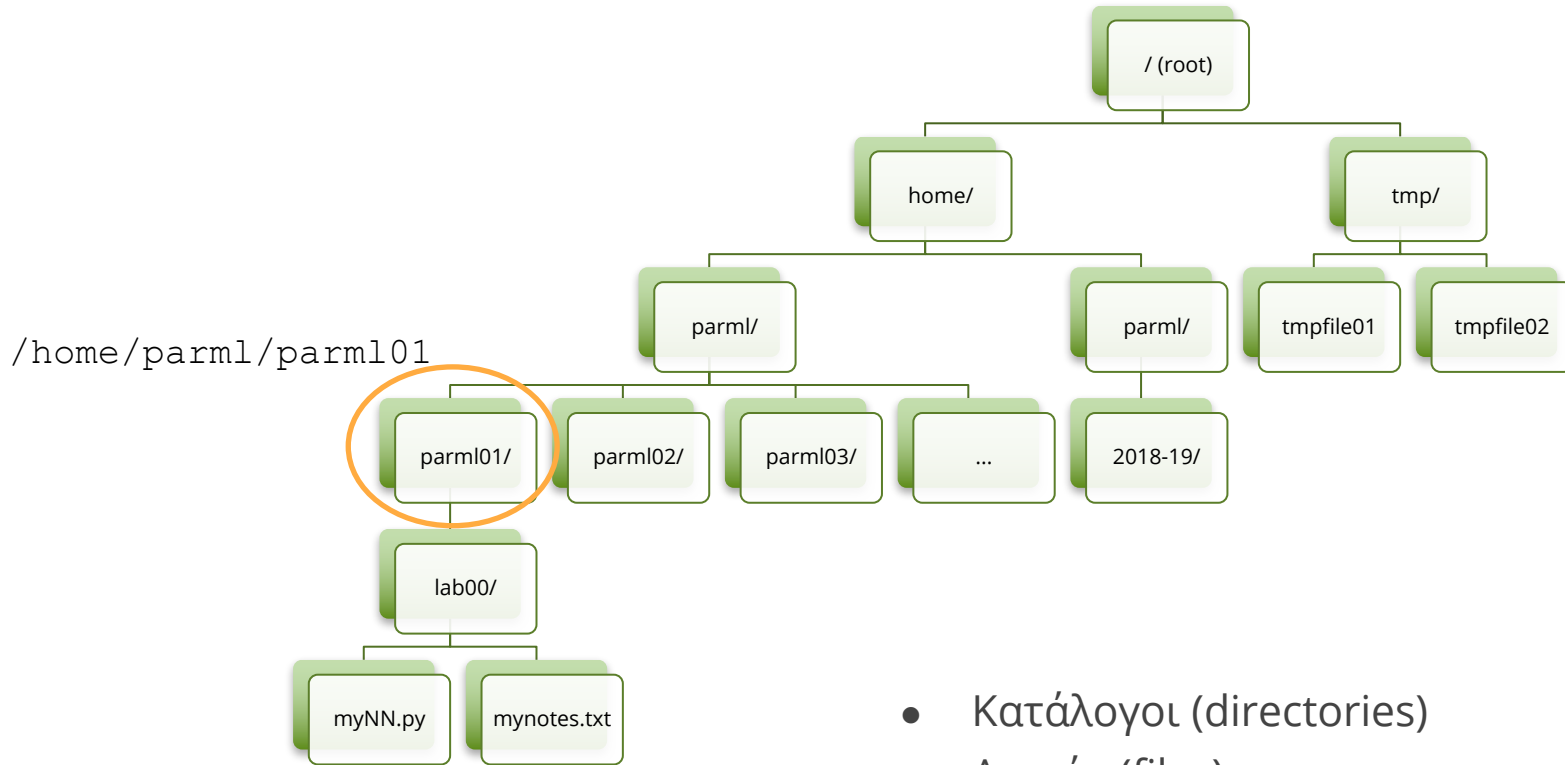 / (root)
home/
tmp/
parml/
parml/
tmpfile01
tmpfile02
/home/parml/parml01
parml01/
parml02/
parml03/
...
2018-19/
lab00/
myNN.py
mynotes.txt
● Κατάλογοι (directories)